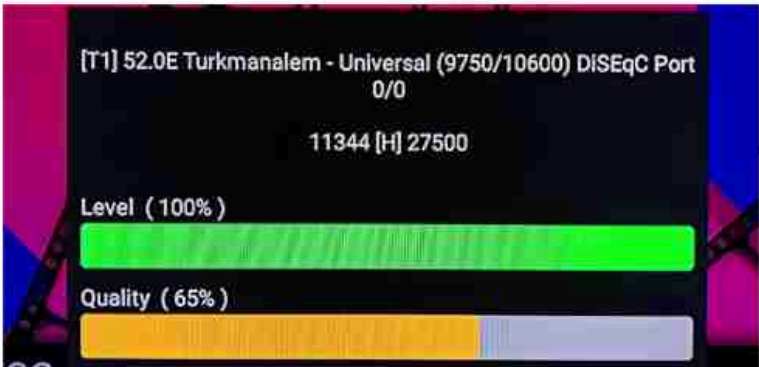 [T1] 52.0E Turkmanalem - Universal (9750/10600) DiSEqC Port
0/0
11344 [H] 27500
Level ( 100% )
Quality ( 65% )